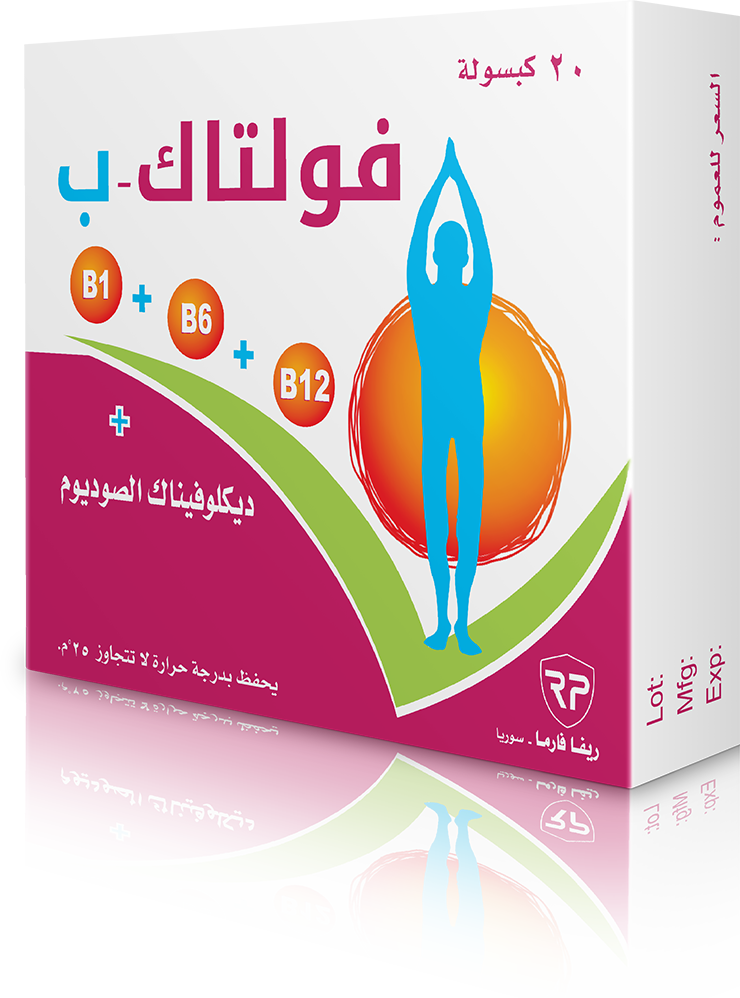 ٢٠ كبسولة
فولتاك-ب
B1 + B6 + B12
+
ديكلوفيناك الصوديوم
يحفظ بدرجة حرارة لا تتجاوز ٢٥°م.
RP
ريفا فارما - سوريا
السعر للعموم :
Lot:
Mfg:
Exp: